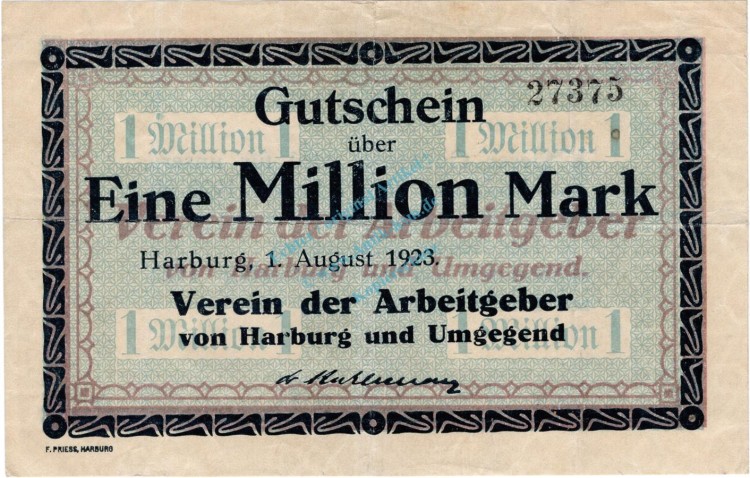 27375
Gutschein
1 Million 1
1 Million 1
über
Eine Million Mark
Verein der Arbeitgeber
von Harburg und Umgegend.
Harburg, 1. August 1923.
Verein der Arbeitgeber
von Harburg und Umgegend
1 Million 1
1 Million 1
F. PRIESS, HARBURG